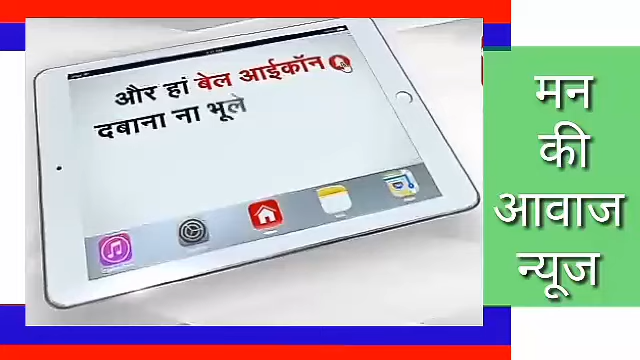 और हां बेल आईकॉन
दबाना ना भूले
मन
की
आवाज
न्यूज